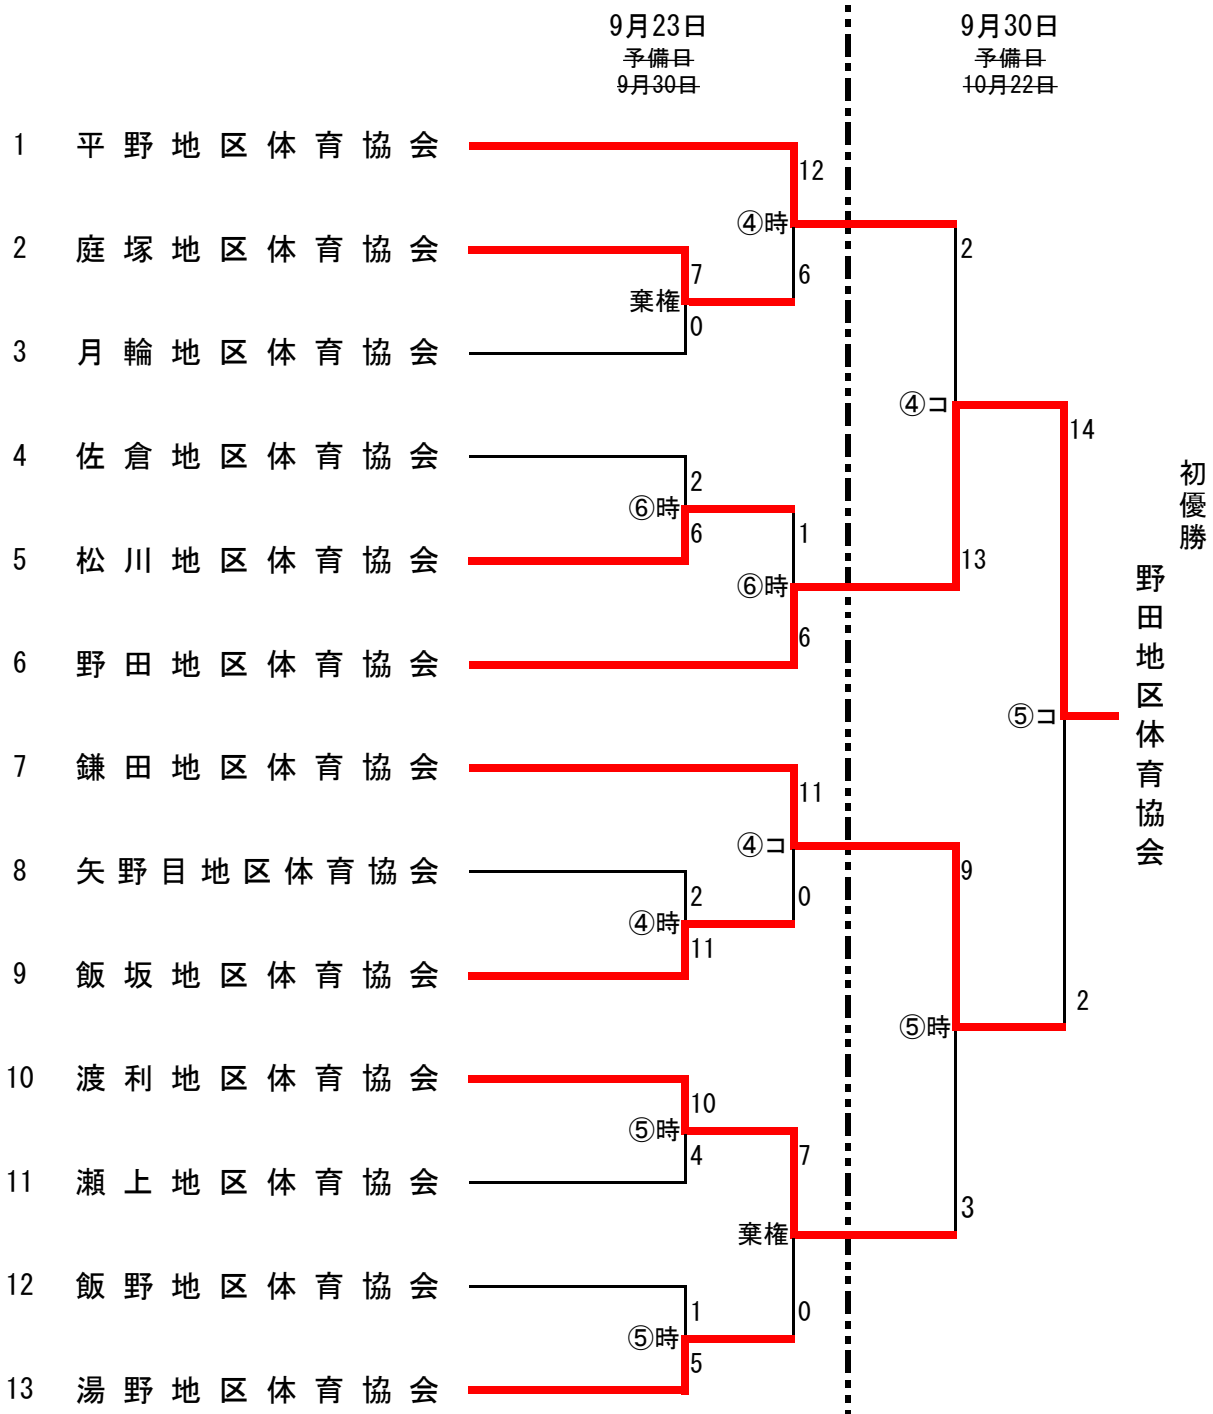 9月23日
予備日
9月30日
9月30日
予備日
10月22日
1 平野地区体育協会
12
④時
2 庭塚地区体育協会
2
7
6
棄権
0
3 月輪地区体育協会
④コ
14
4 佐倉地区体育協会
2
⑥時
6
1
5 松川地区体育協会
13
⑥時
6
6 野田地区体育協会
初優勝
野田地区体育協会
⑤コ
7 鎌田地区体育協会
11
④コ
9
8 矢野目地区体育協会
2
0
④時
11
9 飯坂地区体育協会
2
⑤時
10 渡利地区体育協会
10
⑤時
4
7
11 瀬上地区体育協会
3
棄権
12 飯野地区体育協会
1
0
⑤時
5
13 湯野地区体育協会